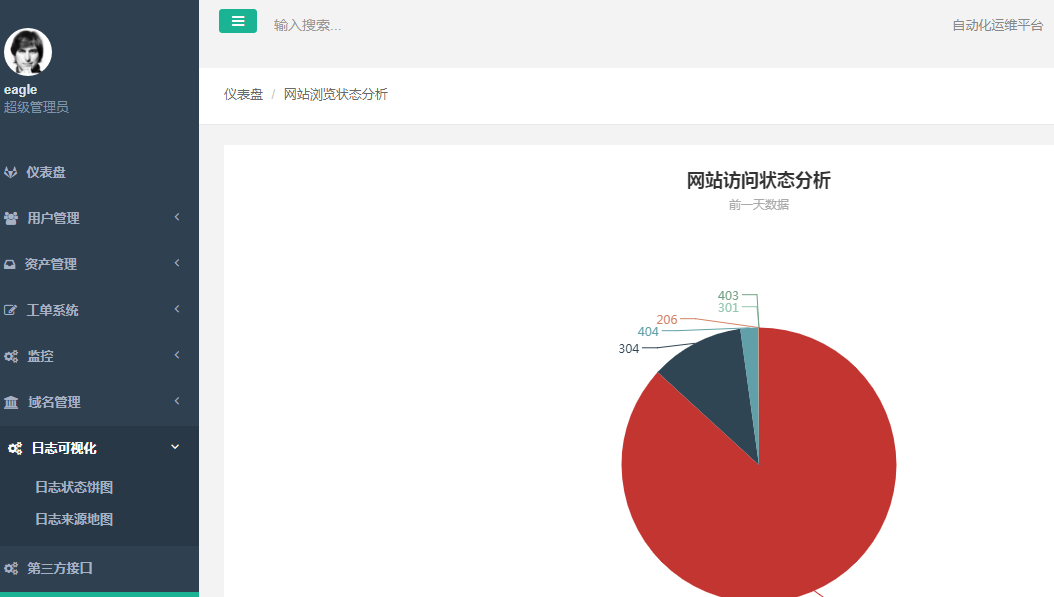 eagle
超级管理员
仪表盘
用户管理
资产管理
工单系统
监控
域名管理
日志可视化
日志状态饼图
日志来源地图
第三方接口
输入搜索...
自动化运维平台
仪表盘 / 网站浏览状态分析
网站访问状态分析
前一天数据
403
301
206
404
304